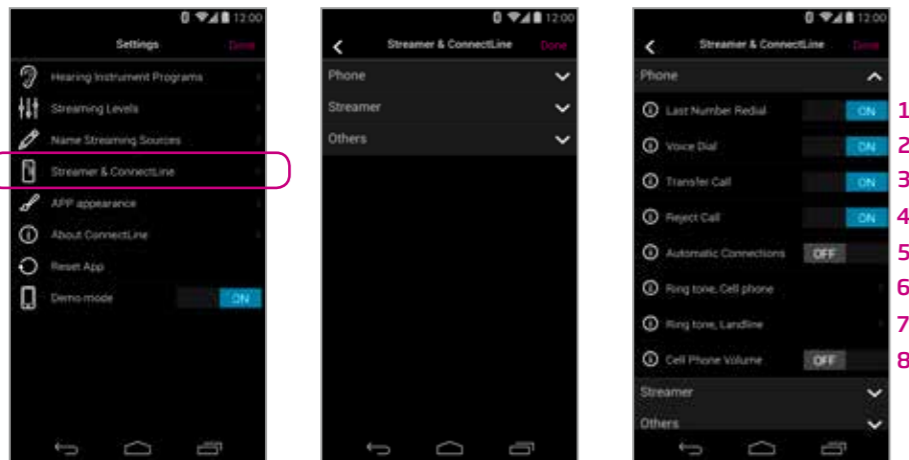 12:00
Settings Done
Hearing Instrument Programs
Streaming Levels
Name Streaming Sources
Streamer & ConnectLine
APP appearance
About ConnectLine
Reset App
Demo mode ON
12:00
Streamer & ConnectLine Done
Phone
Streamer
Others
12:00
Streamer & ConnectLine Done
Phone
Last Number Redial ON 1
Voice Dial ON 2
Transfer Call ON 3
Reject Call ON 4
Automatic Connections OFF 5
Ring tone, Cell phone 6
Ring tone, Landline 7
Cell Phone Volume OFF 8
Streamer
Others